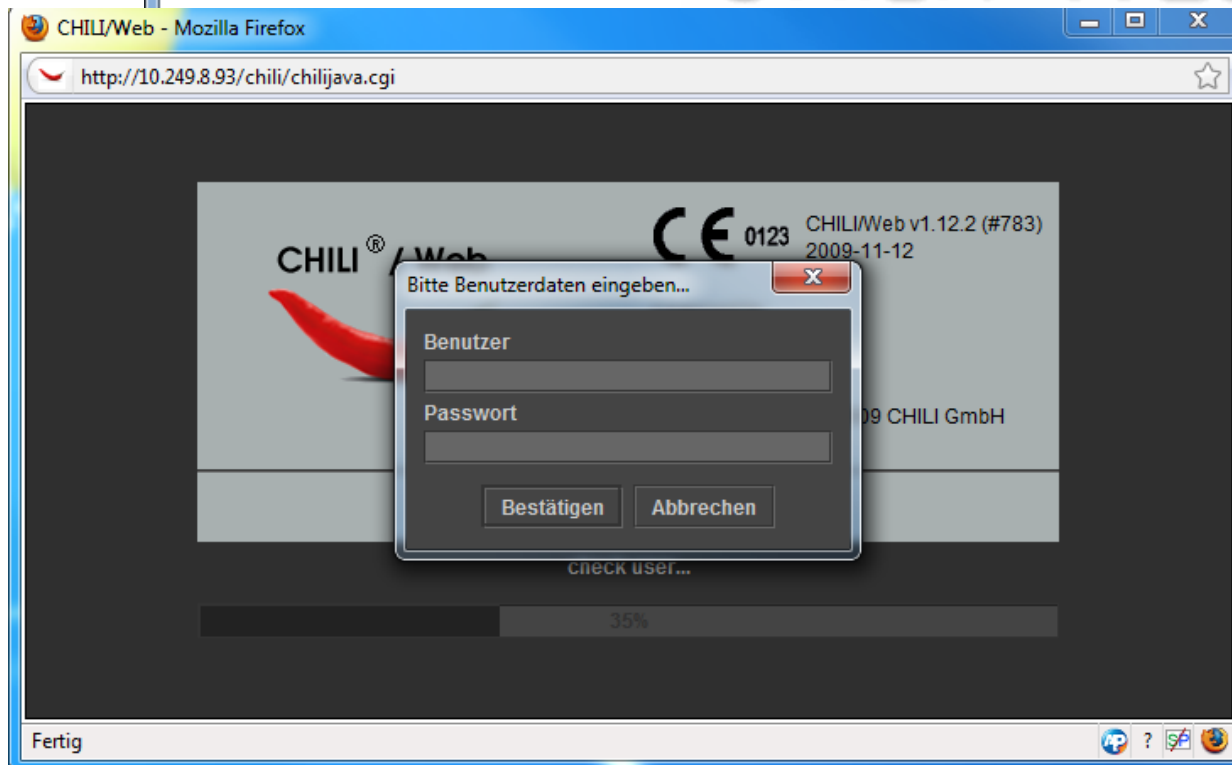 CHILI/Web - Mozilla Firefox
http://10.249.8.93/chili/chilijava.cgi
CHILI ® / Web
CE 0123 CHILI/Web v1.12.2 (#783)
2009-11-12
Bitte Benutzerdaten eingeben...
Benutzer
Passwort
09 CHILI GmbH
Bestätigen Abbrechen
check user...
35%
Fertig